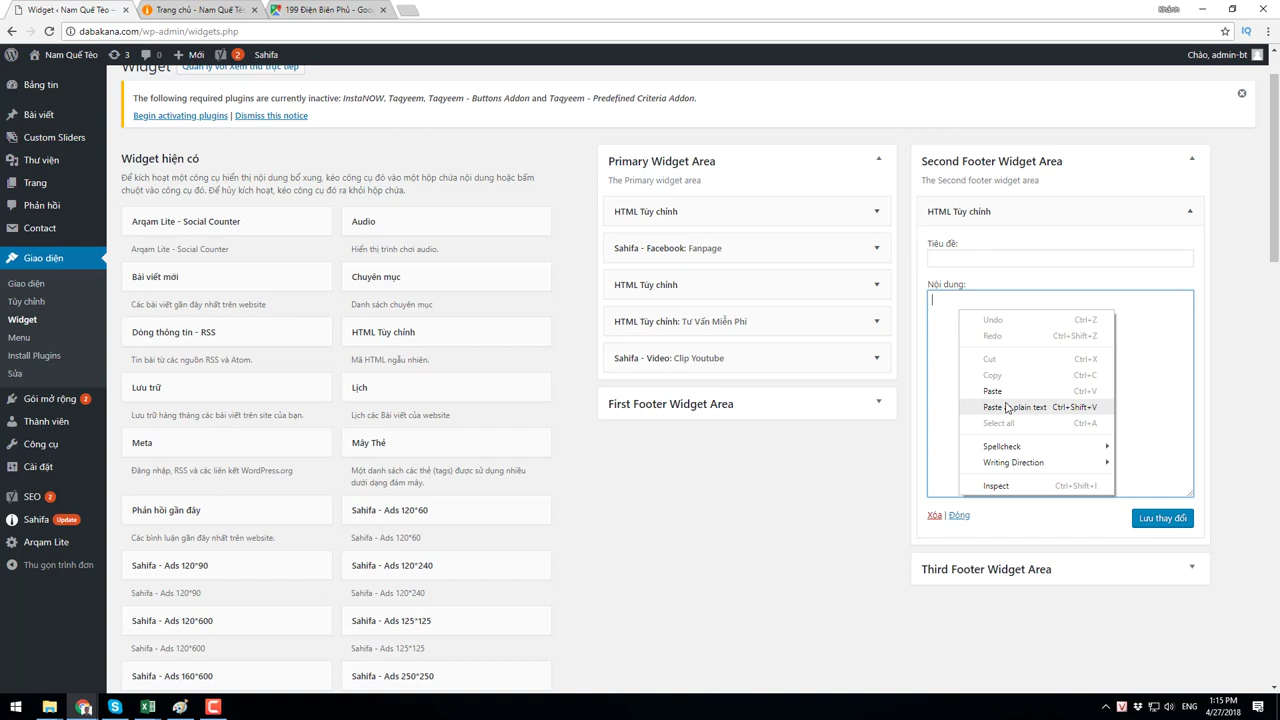 Widget ‹ Nam Quế Tèo –
Trang chủ - Nam Quế Tèo
199 Điện Biên Phủ - Goo
Khánh
dabakana.com/wp-admin/widgets.php
Nam Quế Tèo
3
0
Mới
2
Sahifa
Chào, admin-bt
Bảng tin
Bài viết
Custom Sliders
Thư viện
Trang
Phản hồi
Contact
Giao diện
Giao diện
Tùy chỉnh
Widget
Menu
Install Plugins
Sửa
Gói mở rộng 2
Thành viên
Công cụ
Cài đặt
SEO 2
Sahifa Update
Arqam Lite
Thu gọn trình đơn
Widget
Quản lý với Xem thử trực tiếp
The following required plugins are currently inactive: InstaNOW, Taqyeem, Taqyeem - Buttons Addon and Taqyeem - Predefined Criteria Addon.
Begin activating plugins | Dismiss this notice
Widget hiện có
Để kích hoạt một công cụ hiển thị nội dung bổ xung, kéo công cụ đó vào một hộp chứa nội dung hoặc bấm
chuột vào công cụ đó. Để hủy kích hoạt, kéo công cụ đó ra khỏi hộp chứa.
Arqam Lite - Social Counter
Audio
Arqam Lite - Social Counter
Hiển thị trình chơi audio.
Bài viết mới
Chuyên mục
Các bài viết gần đây nhất trên website
Danh sách chuyên mục
Dòng thông tin - RSS
HTML Tùy chỉnh
Tin bài từ các nguồn RSS và Atom.
Mã HTML ngẫu nhiên.
Lưu trữ
Lịch
Lưu trữ hàng tháng các bài viết trên site của bạn.
Lịch các Bài viết của website
Meta
Mây Thẻ
Đăng nhập, RSS và các liên kết WordPress.org
Một danh sách các thẻ (tags) được sử dụng nhiều
dưới dạng đám mây.
Phản hồi gần đây
Sahifa - Ads 120*60
Các bình luận gần đây nhất trên website.
Sahifa - Ads 120*60
Sahifa - Ads 120*90
Sahifa - Ads 120*240
Sahifa - Ads 120*90
Sahifa - Ads 120*240
Sahifa - Ads 120*600
Sahifa - Ads 125*125
Sahifa - Ads 120*600
Sahifa - Ads 125*125
Sahifa - Ads 160*600
Sahifa - Ads 250*250
Primary Widget Area
The Primary widget area
HTML Tùy chỉnh
Sahifa - Facebook: Fanpage
HTML Tùy chỉnh
HTML Tùy chỉnh: Tư Vấn Miễn Phí
Sahifa - Video: Clip Youtube
First Footer Widget Area
Second Footer Widget Area
The Second footer widget area
HTML Tùy chỉnh
Tiêu đề:
Nội dung:
Undo Ctrl+Z
Redo Ctrl+Shift+Z
Cut Ctrl+X
Copy Ctrl+C
Paste Ctrl+V
Paste plain text Ctrl+Shift+V
Select all Ctrl+A
Spellcheck
Writing Direction
Inspect Ctrl+Shift+I
Xóa | Đóng
Lưu thay đổi
Third Footer Widget Area
ENG
1:15 PM
4/27/2018